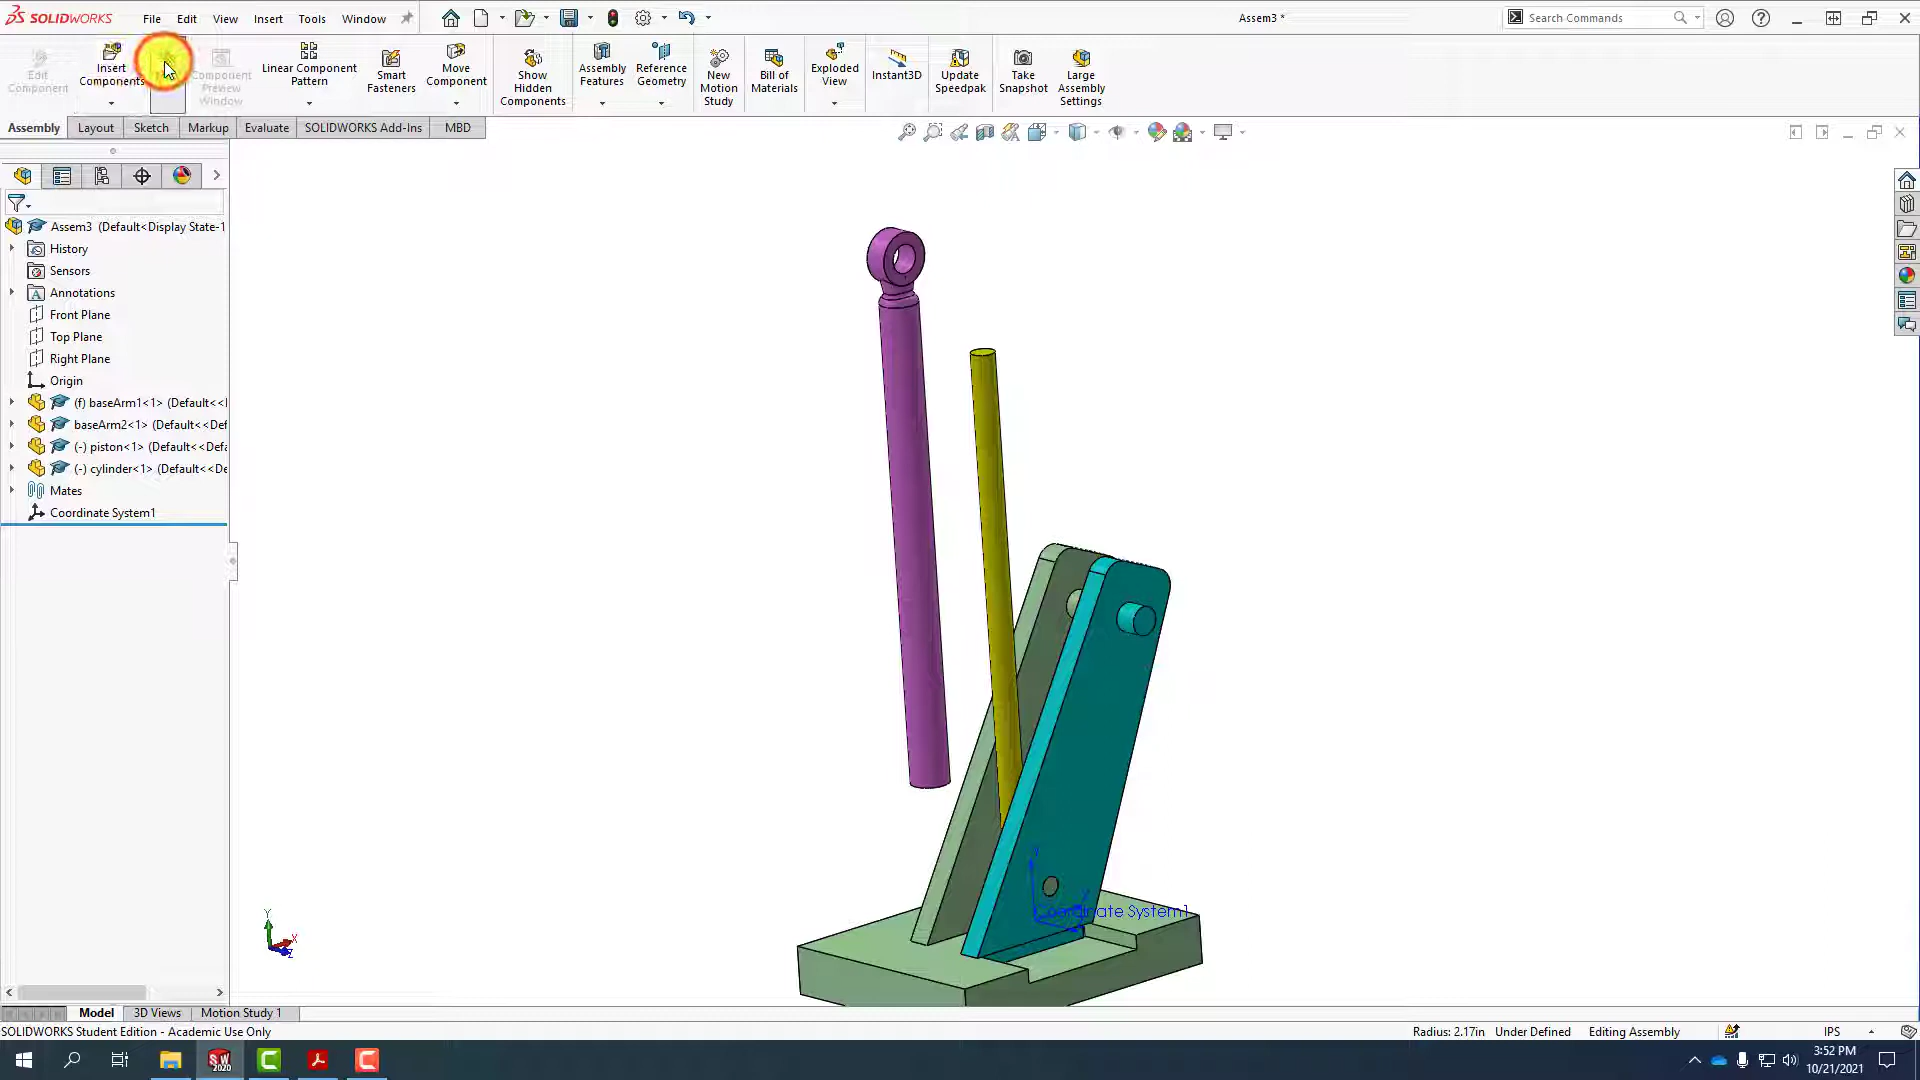 SOLIDWORKS File Edit View Insert Tools Window
Assem3 *
Search Commands
Edit Component
Insert Components
Component Preview Window
Linear Component Pattern
Smart Fasteners
Move Component
Show Hidden Components
Assembly Features
Reference Geometry
New Motion Study
Bill of Materials
Exploded View
Instant3D
Update Speedpak
Take Snapshot
Large Assembly Settings
Assembly Layout Sketch Markup Evaluate SOLIDWORKS Add-Ins MBD
Assem3 (Default<Display State-1
History
Sensors
Annotations
Front Plane
Top Plane
Right Plane
Origin
(f) baseArm1<1> (Default<<
baseArm2<1> (Default<<Def
(-) piston<1> (Default<<Defa
(-) cylinder<1> (Default<<De
Mates
Coordinate System1
Coordinate System1
Y
X
Z
Model 3D Views Motion Study 1
SOLIDWORKS Student Edition - Academic Use Only
Radius: 2.17in Under Defined Editing Assembly IPS
SW 2020
3:52 PM
10/21/2021